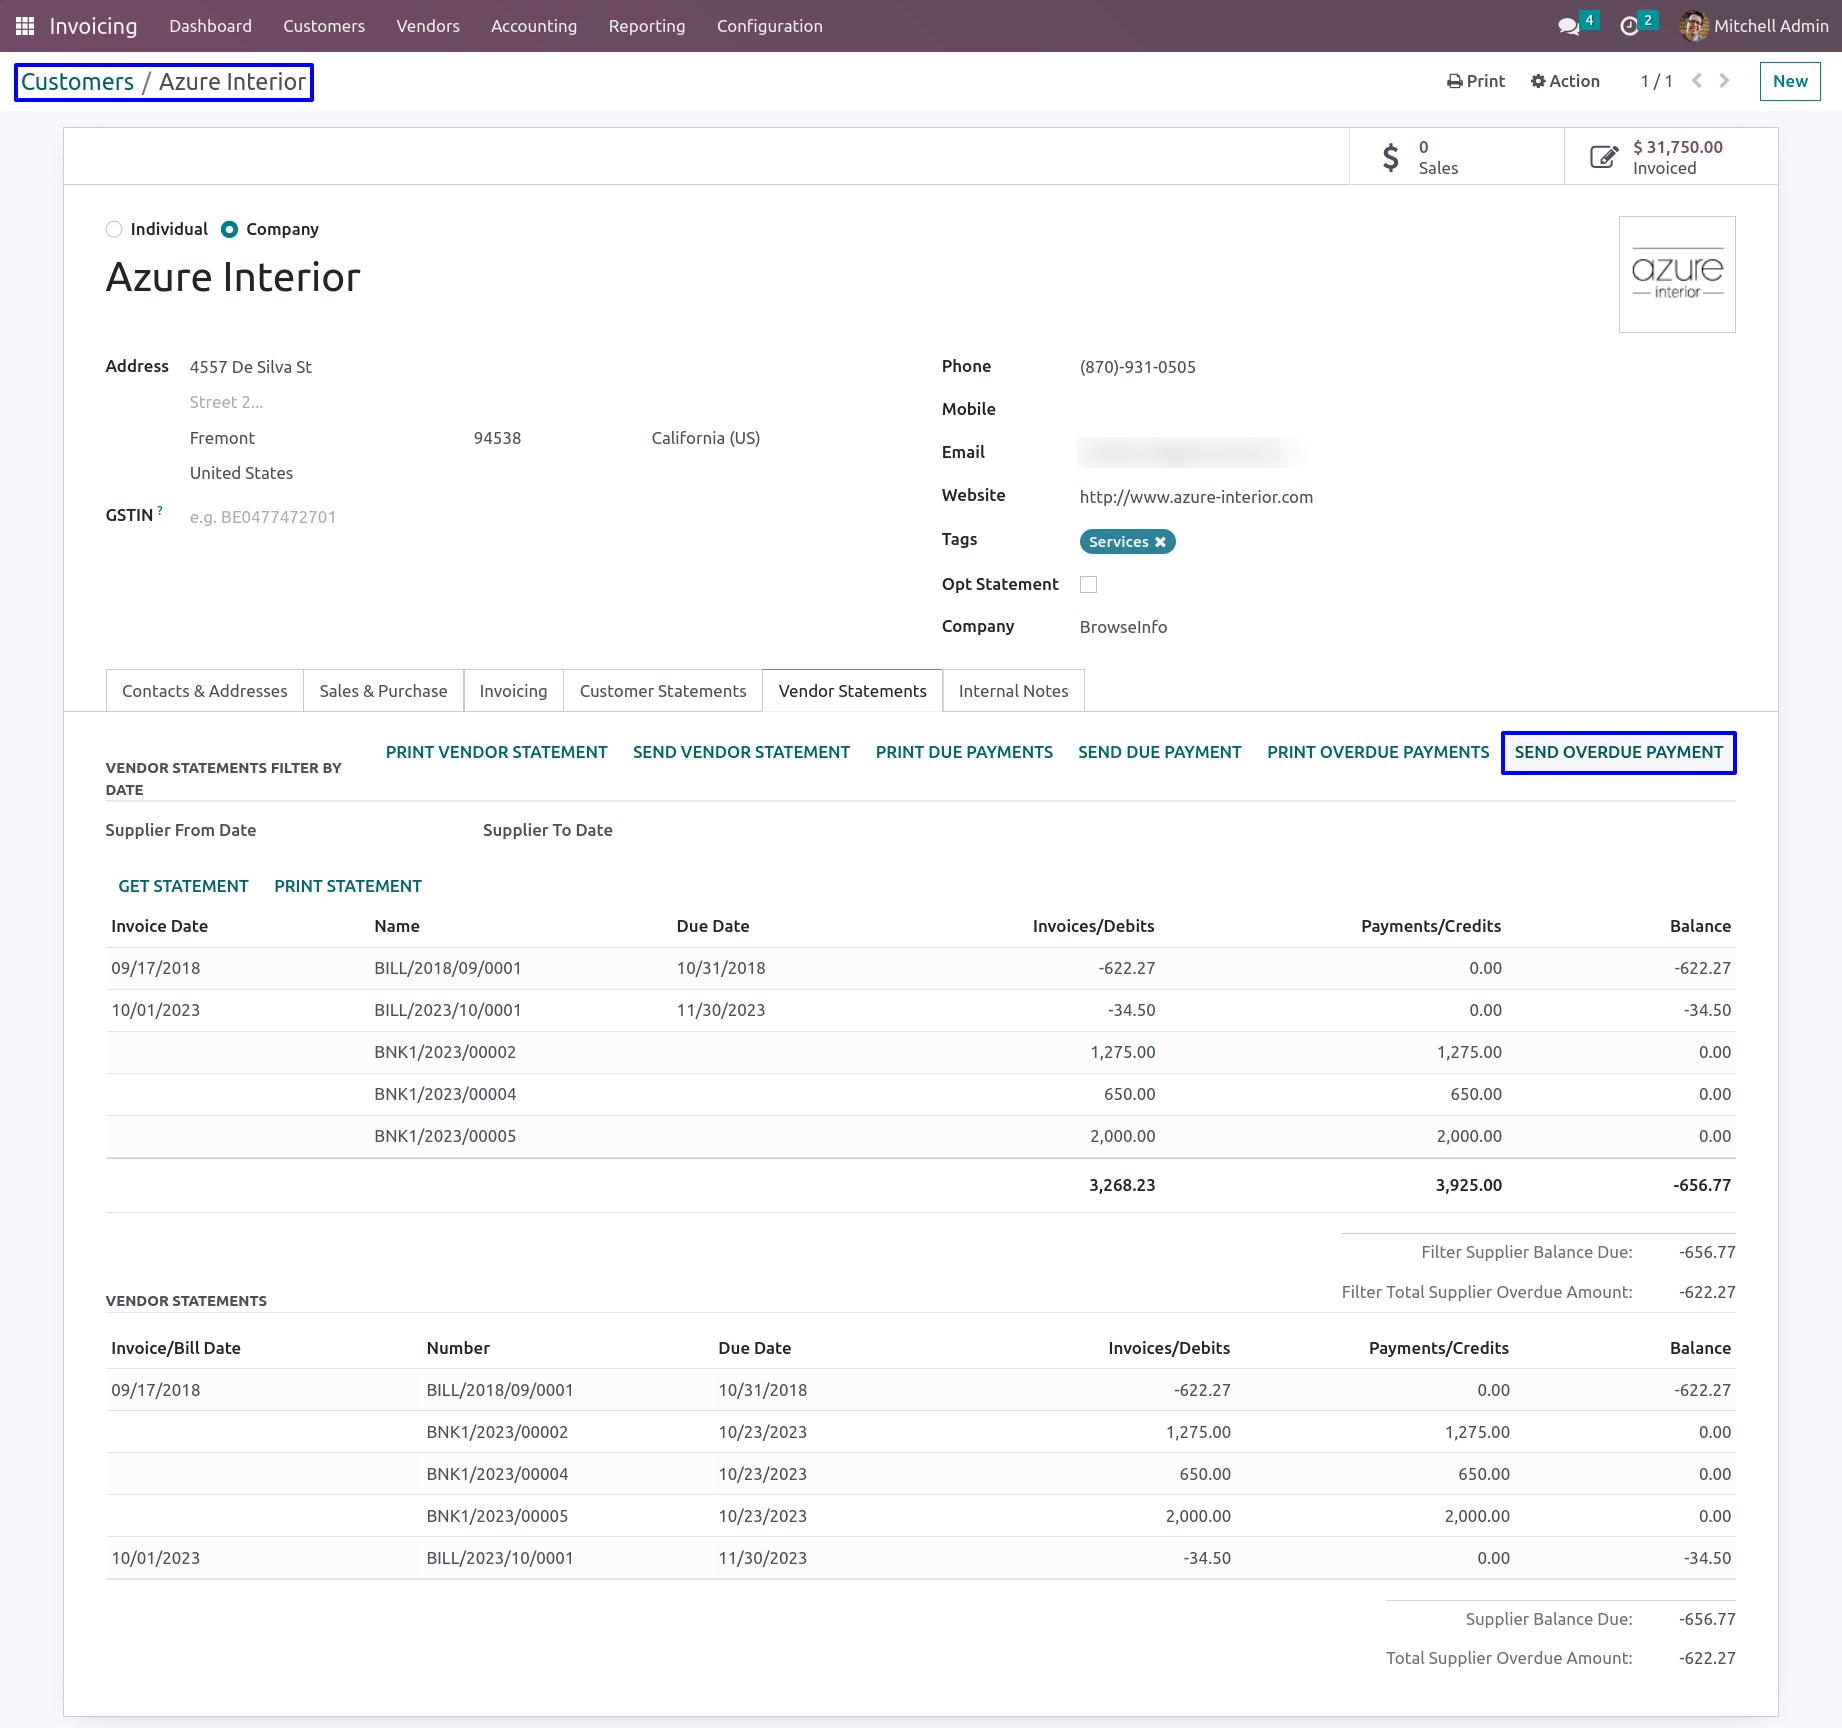 Invoicing Dashboard Customers Vendors Accounting Reporting Configuration 4 2 Mitchell Admin
Customers / Azure Interior Print Action 1 / 1 New
0
Sales
$ 31,750.00
Invoiced
Individual Company
Azure Interior
azure
interior
Address 4557 De Silva St
Street 2...
Fremont 94538 California (US)
United States
GSTIN ? e.g. BE0477472701
Phone (870)-931-0505
Mobile
Email
Website http://www.azure-interior.com
Tags Services
Opt Statement
Company BrowseInfo
Contacts & Addresses Sales & Purchase Invoicing Customer Statements Vendor Statements Internal Notes
PRINT VENDOR STATEMENT SEND VENDOR STATEMENT PRINT DUE PAYMENTS SEND DUE PAYMENT PRINT OVERDUE PAYMENTS SEND OVERDUE PAYMENT
VENDOR STATEMENTS FILTER BY
DATE
Supplier From Date Supplier To Date
GET STATEMENT PRINT STATEMENT
Invoice Date Name Due Date Invoices/Debits Payments/Credits Balance
09/17/2018 BILL/2018/09/0001 10/31/2018 -622.27 0.00 -622.27
10/01/2023 BILL/2023/10/0001 11/30/2023 -34.50 0.00 -34.50
BNK1/2023/00002 1,275.00 1,275.00 0.00
BNK1/2023/00004 650.00 650.00 0.00
BNK1/2023/00005 2,000.00 2,000.00 0.00
3,268.23 3,925.00 -656.77
Filter Supplier Balance Due: -656.77
Filter Total Supplier Overdue Amount: -622.27
VENDOR STATEMENTS
Invoice/Bill Date Number Due Date Invoices/Debits Payments/Credits Balance
09/17/2018 BILL/2018/09/0001 10/31/2018 -622.27 0.00 -622.27
BNK1/2023/00002 10/23/2023 1,275.00 1,275.00 0.00
BNK1/2023/00004 10/23/2023 650.00 650.00 0.00
BNK1/2023/00005 10/23/2023 2,000.00 2,000.00 0.00
10/01/2023 BILL/2023/10/0001 11/30/2023 -34.50 0.00 -34.50
Supplier Balance Due: -656.77
Total Supplier Overdue Amount: -622.27